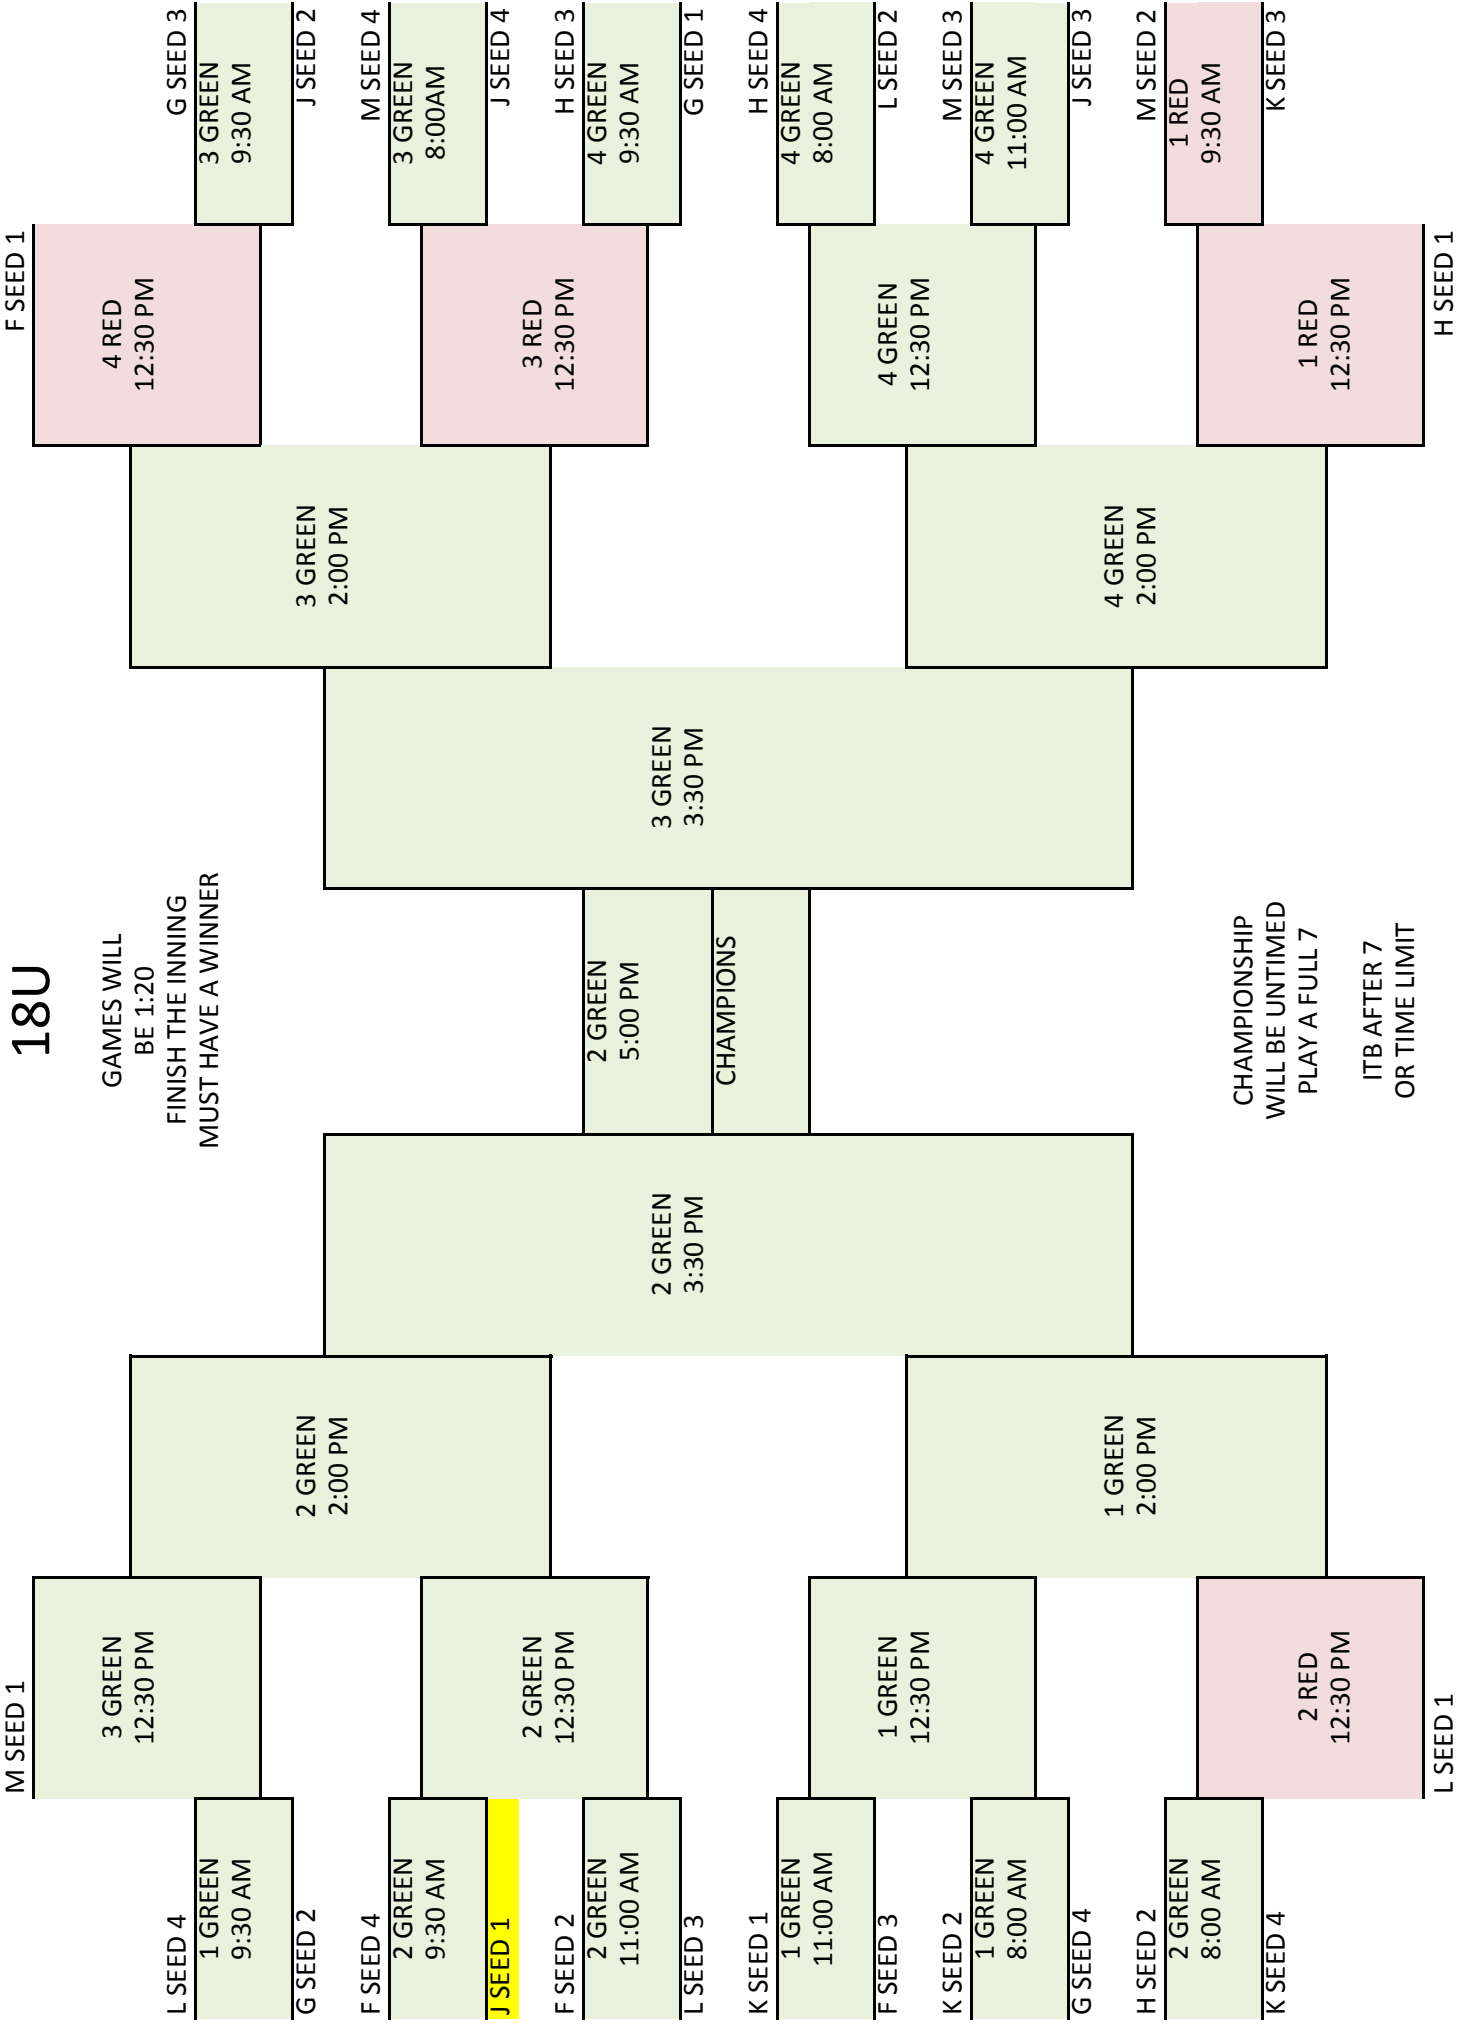 18U
GAMES WILL
BE 1:20
FINISH THE INNING
MUST HAVE A WINNER
M SEED 1
3 GREEN
12:30 PM
L SEED 4
1 GREEN
9:30 AM
G SEED 2
2 GREEN
2:00 PM
F SEED 4
2 GREEN
9:30 AM
J SEED 1
2 GREEN
12:30 PM
F SEED 2
2 GREEN
11:00 AM
L SEED 3
2 GREEN
3:30 PM
K SEED 1
1 GREEN
11:00 AM
F SEED 3
1 GREEN
12:30 PM
K SEED 2
1 GREEN
8:00 AM
G SEED 4
1 GREEN
2:00 PM
H SEED 2
2 GREEN
8:00 AM
K SEED 4
2 RED
12:30 PM
L SEED 1
2 GREEN
5:00 PM
CHAMPIONS
F SEED 1
4 RED
12:30 PM
G SEED 3
3 GREEN
9:30 AM
J SEED 2
3 GREEN
2:00 PM
M SEED 4
3 GREEN
8:00AM
J SEED 4
3 RED
12:30 PM
H SEED 3
4 GREEN
9:30 AM
G SEED 1
3 GREEN
3:30 PM
H SEED 4
4 GREEN
8:00 AM
L SEED 2
4 GREEN
12:30 PM
M SEED 3
4 GREEN
11:00 AM
J SEED 3
4 GREEN
2:00 PM
M SEED 2
1 RED
9:30 AM
K SEED 3
1 RED
12:30 PM
H SEED 1
CHAMPIONSHIP
WILL BE UNTIMED
PLAY A FULL 7
ITB AFTER 7
OR TIME LIMIT